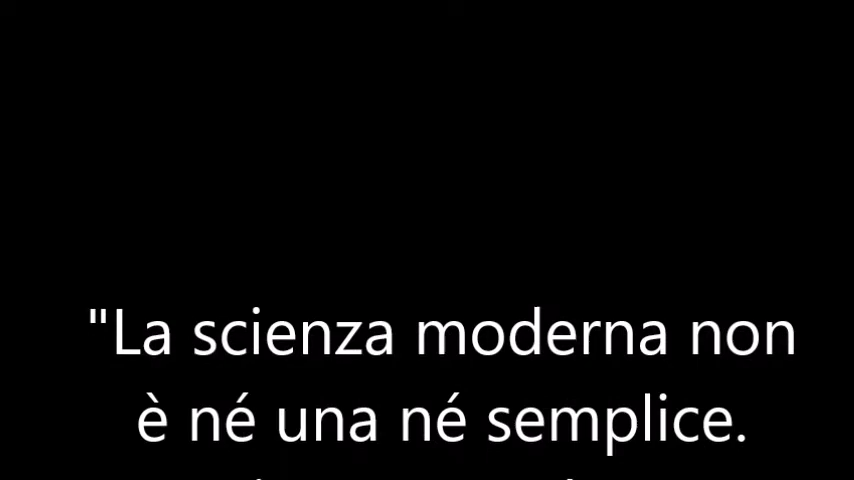 "La scienza moderna non
è né una né semplice.